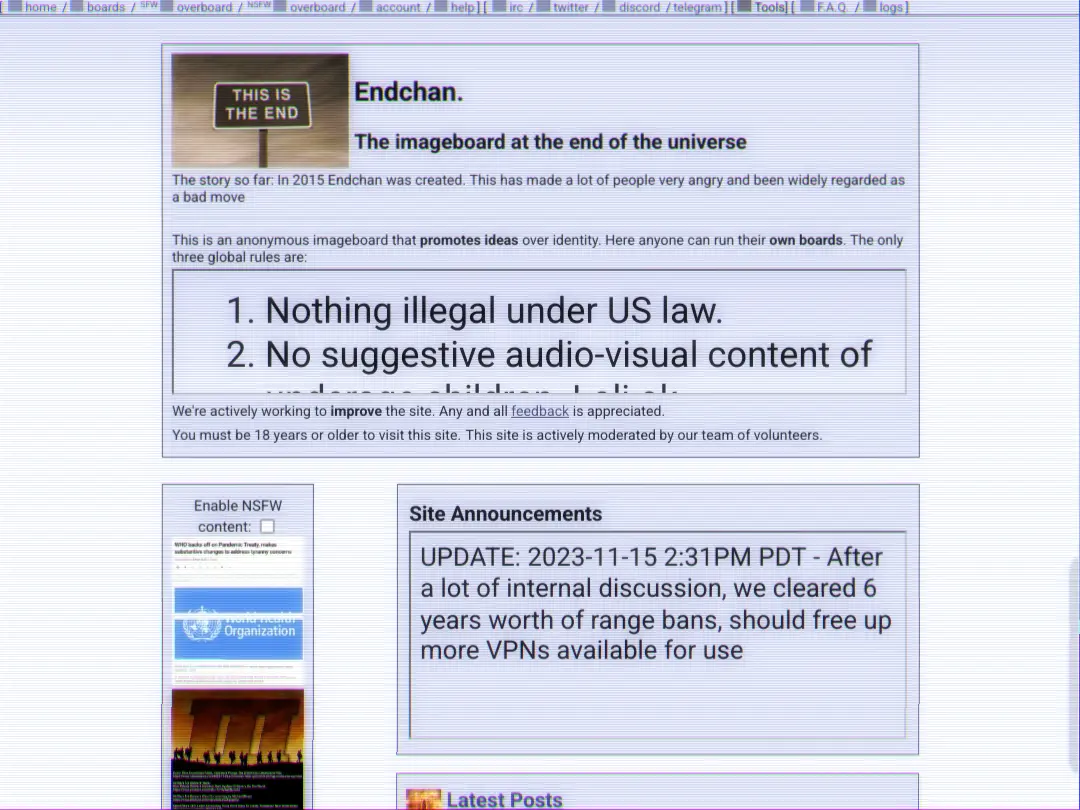 [ home / boards / SFW overboard / NSFW overboard / account / help ] [ irc / twitter / discord / telegram ] [ Tools] [ F.A.Q. / logs ]
THIS IS
THE END
Endchan.
The imageboard at the end of the universe
The story so far: In 2015 Endchan was created. This has made a lot of people very angry and been widely regarded as
a bad move
This is an anonymous imageboard that promotes ideas over identity. Here anyone can run their own boards. The only
three global rules are:
1. Nothing illegal under US law.
2. No suggestive audio-visual content of
We're actively working to improve the site. Any and all feedback is appreciated.
You must be 18 years or older to visit this site. This site is actively moderated by our team of volunteers.
Enable NSFW
content:
WHO backs off on Pandemic Treaty, makes
substantive changes to address tyranny concerns
World Health
Organization
Site Announcements
UPDATE: 2023-11-15 2:31PM PDT - After
a lot of internal discussion, we cleared 6
years worth of range bans, should free up
more VPNs available for use
Latest Posts